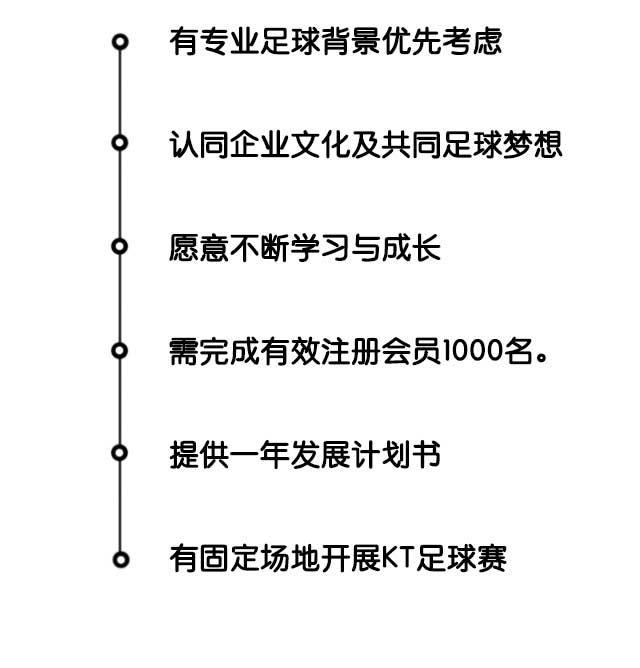 有专业足球背景优先考虑
认同企业文化及共同足球梦想
愿意不断学习与成长
需完成有效注册会员1000名。
提供一年发展计划书
有固定场地开展KT足球赛